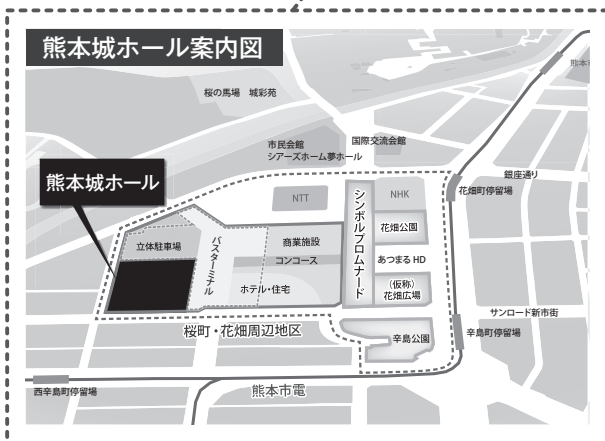 熊本城ホール案内図
桜の馬場　城彩苑
市民会館
シアーズホーム夢ホール
国際交流会館
銀座通り
花畑町停留場
熊本城ホール
NTT
シンボルプロムナード
NHK
花畑公園
立体駐車場
バスターミナル
商業施設
コンコース
あつまる HD
ホテル・住宅
（仮称）
花畑広場
サンロード新市街
桜町・花畑周辺地区
辛島公園
辛島町停留場
西辛島町停留場
熊本市電